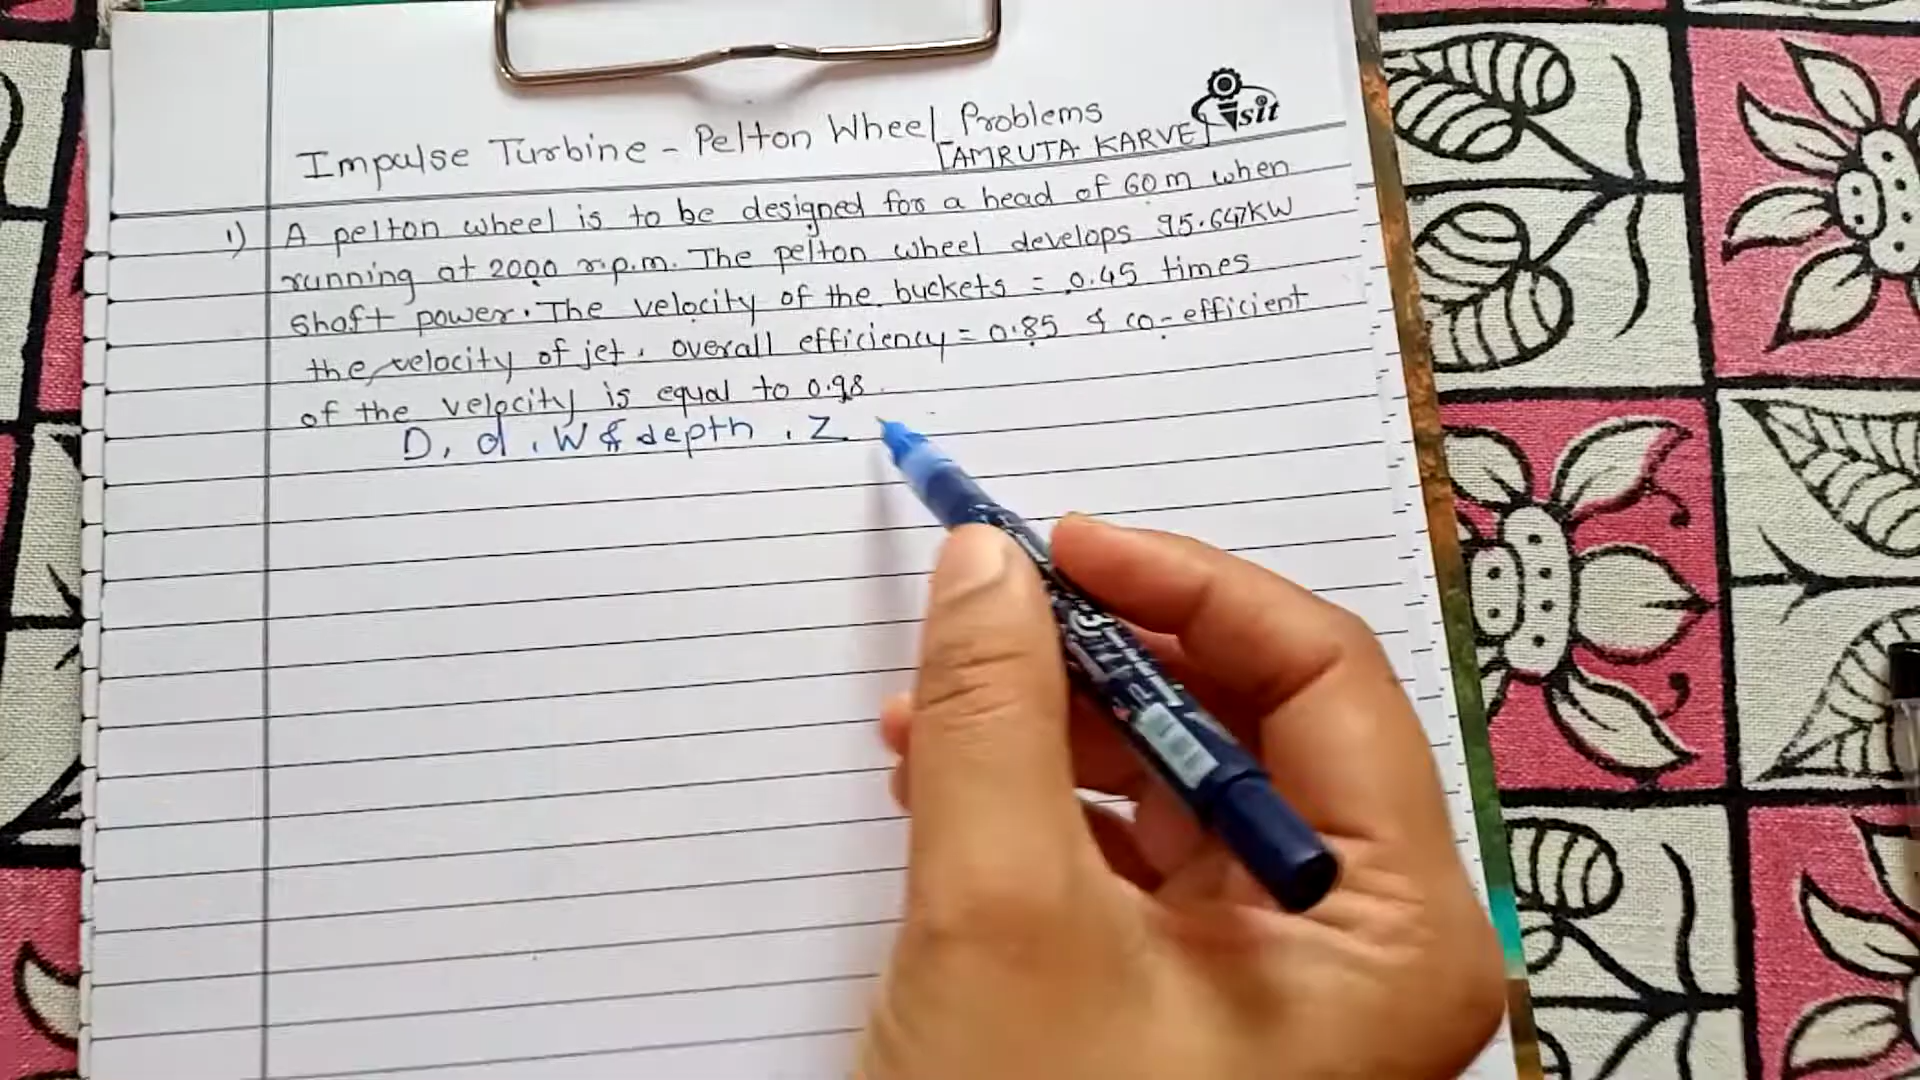 Impulse Turbine - Pelton Wheel Problems
sit
[AMRUTA KARVE]
1) A pelton wheel is to be designed for a head of 60m when
running at 2000 r.p.m. The pelton wheel develops 95.647KW
shaft power. The velocity of the buckets = 0.45 times
the velocity of jet, overall efficiency = 0.85 & co-efficient
of the velocity is equal to 0.98
D, d, W & depth, Z